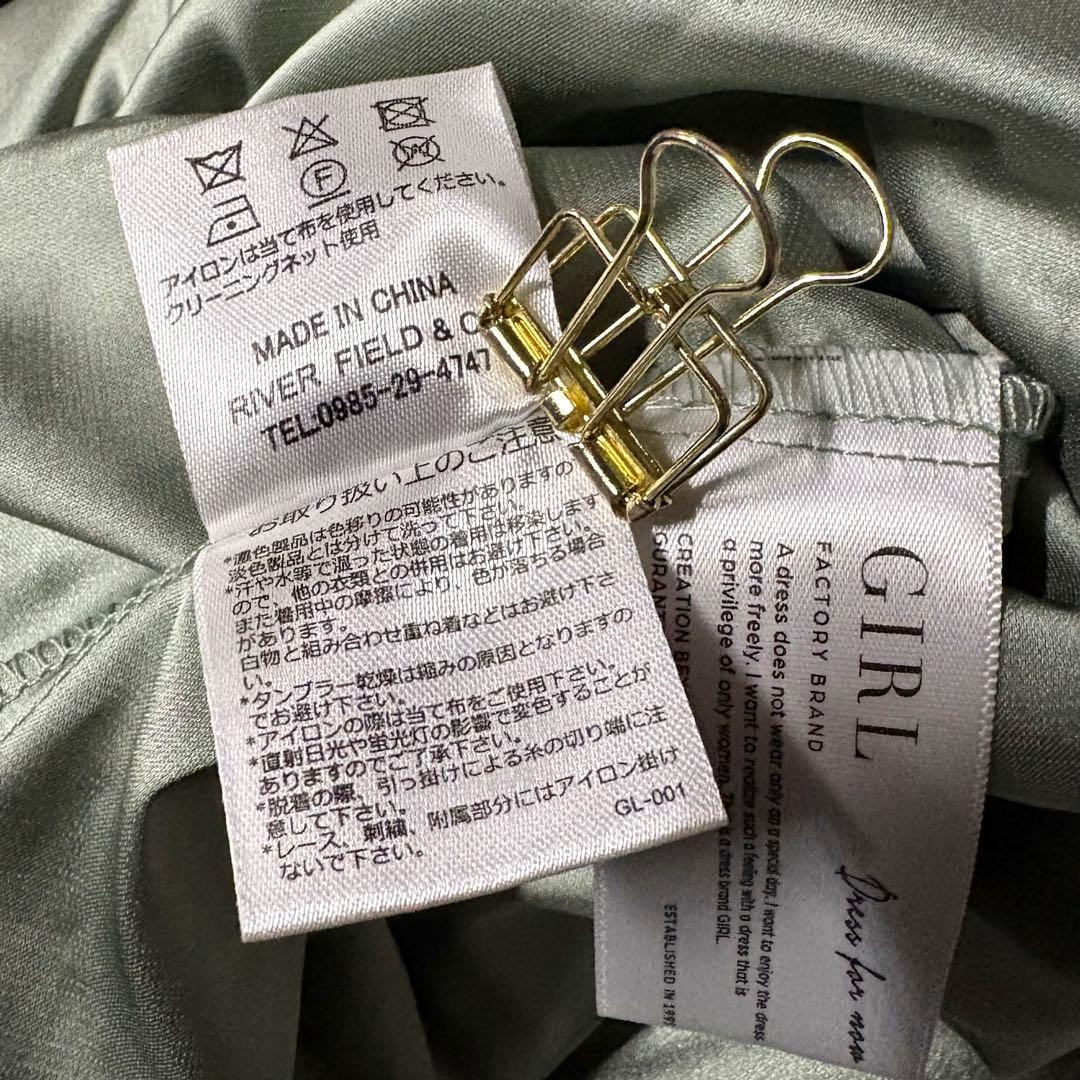 F
アイロンは当て布を使用してください。
クリーニングネット使用
MADE IN CHINA
RIVER FIELD & C
TEL.0985-29-4747
お取り扱い上のご注意
*濃色製品は色移りの可能性がありますの
淡色製品とは分けて洗って下さい。
*汗や水等で湿った状態の着用は移染します
ので、他の衣類との併用はお避け下さい。
また着用中の摩擦により、色が落ちる場合
があります。
白物と組み合わせ重ね着などはお避け下さ
い。
*タンブラー乾燥は縮みの原因となりますの
でお避け下さい。
*アイロンの際は当て布をご使用下さい。
*直射日光や蛍光灯の影響で変色することが
ありますのでご了承下さい。
*脱着の際、引っ掛けによる糸の切り端に注
意して下さい。
*レース、刺繍、附属部分にはアイロン掛け
ないで下さい。
GL-001
GIRL
FACTORY BRAND
A dress does not wear only on a special day. I want to enjoy the dress
more freely. I want to realize such a feeling with a dress that is
a privilege of only women. a dress brand GIRL.
CREATION
GURANT
ESTABLISHED IN 199
Dress for now